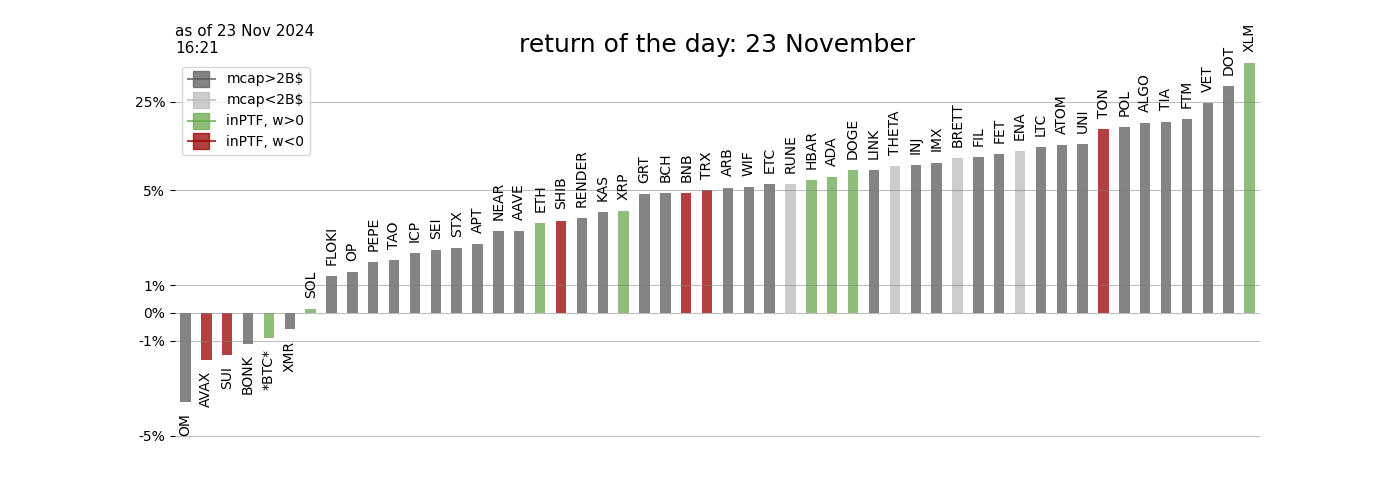 as of 23 Nov 2024
16:21
return of the day: 23 November
mcap>2B$
mcap<2B$
inPTF, w>0
inPTF, w<0
25%
5%
1%
0%
-1%
-5%
OM
AVAX
SUI
BONK
*BTC*
XMR
SOL
FLOKI
OP
PEPE
TAO
ICP
SEI
STX
APT
NEAR
AAVE
ETH
SHIB
RENDER
KAS
XRP
GRT
BCH
BNB
TRX
ARB
WIF
ETC
RUNE
HBAR
ADA
DOGE
LINK
THETA
INJ
IMX
BRETT
FIL
FET
ENA
LTC
ATOM
UNI
TON
POL
ALGO
TIA
FTM
VET
DOT
XLM